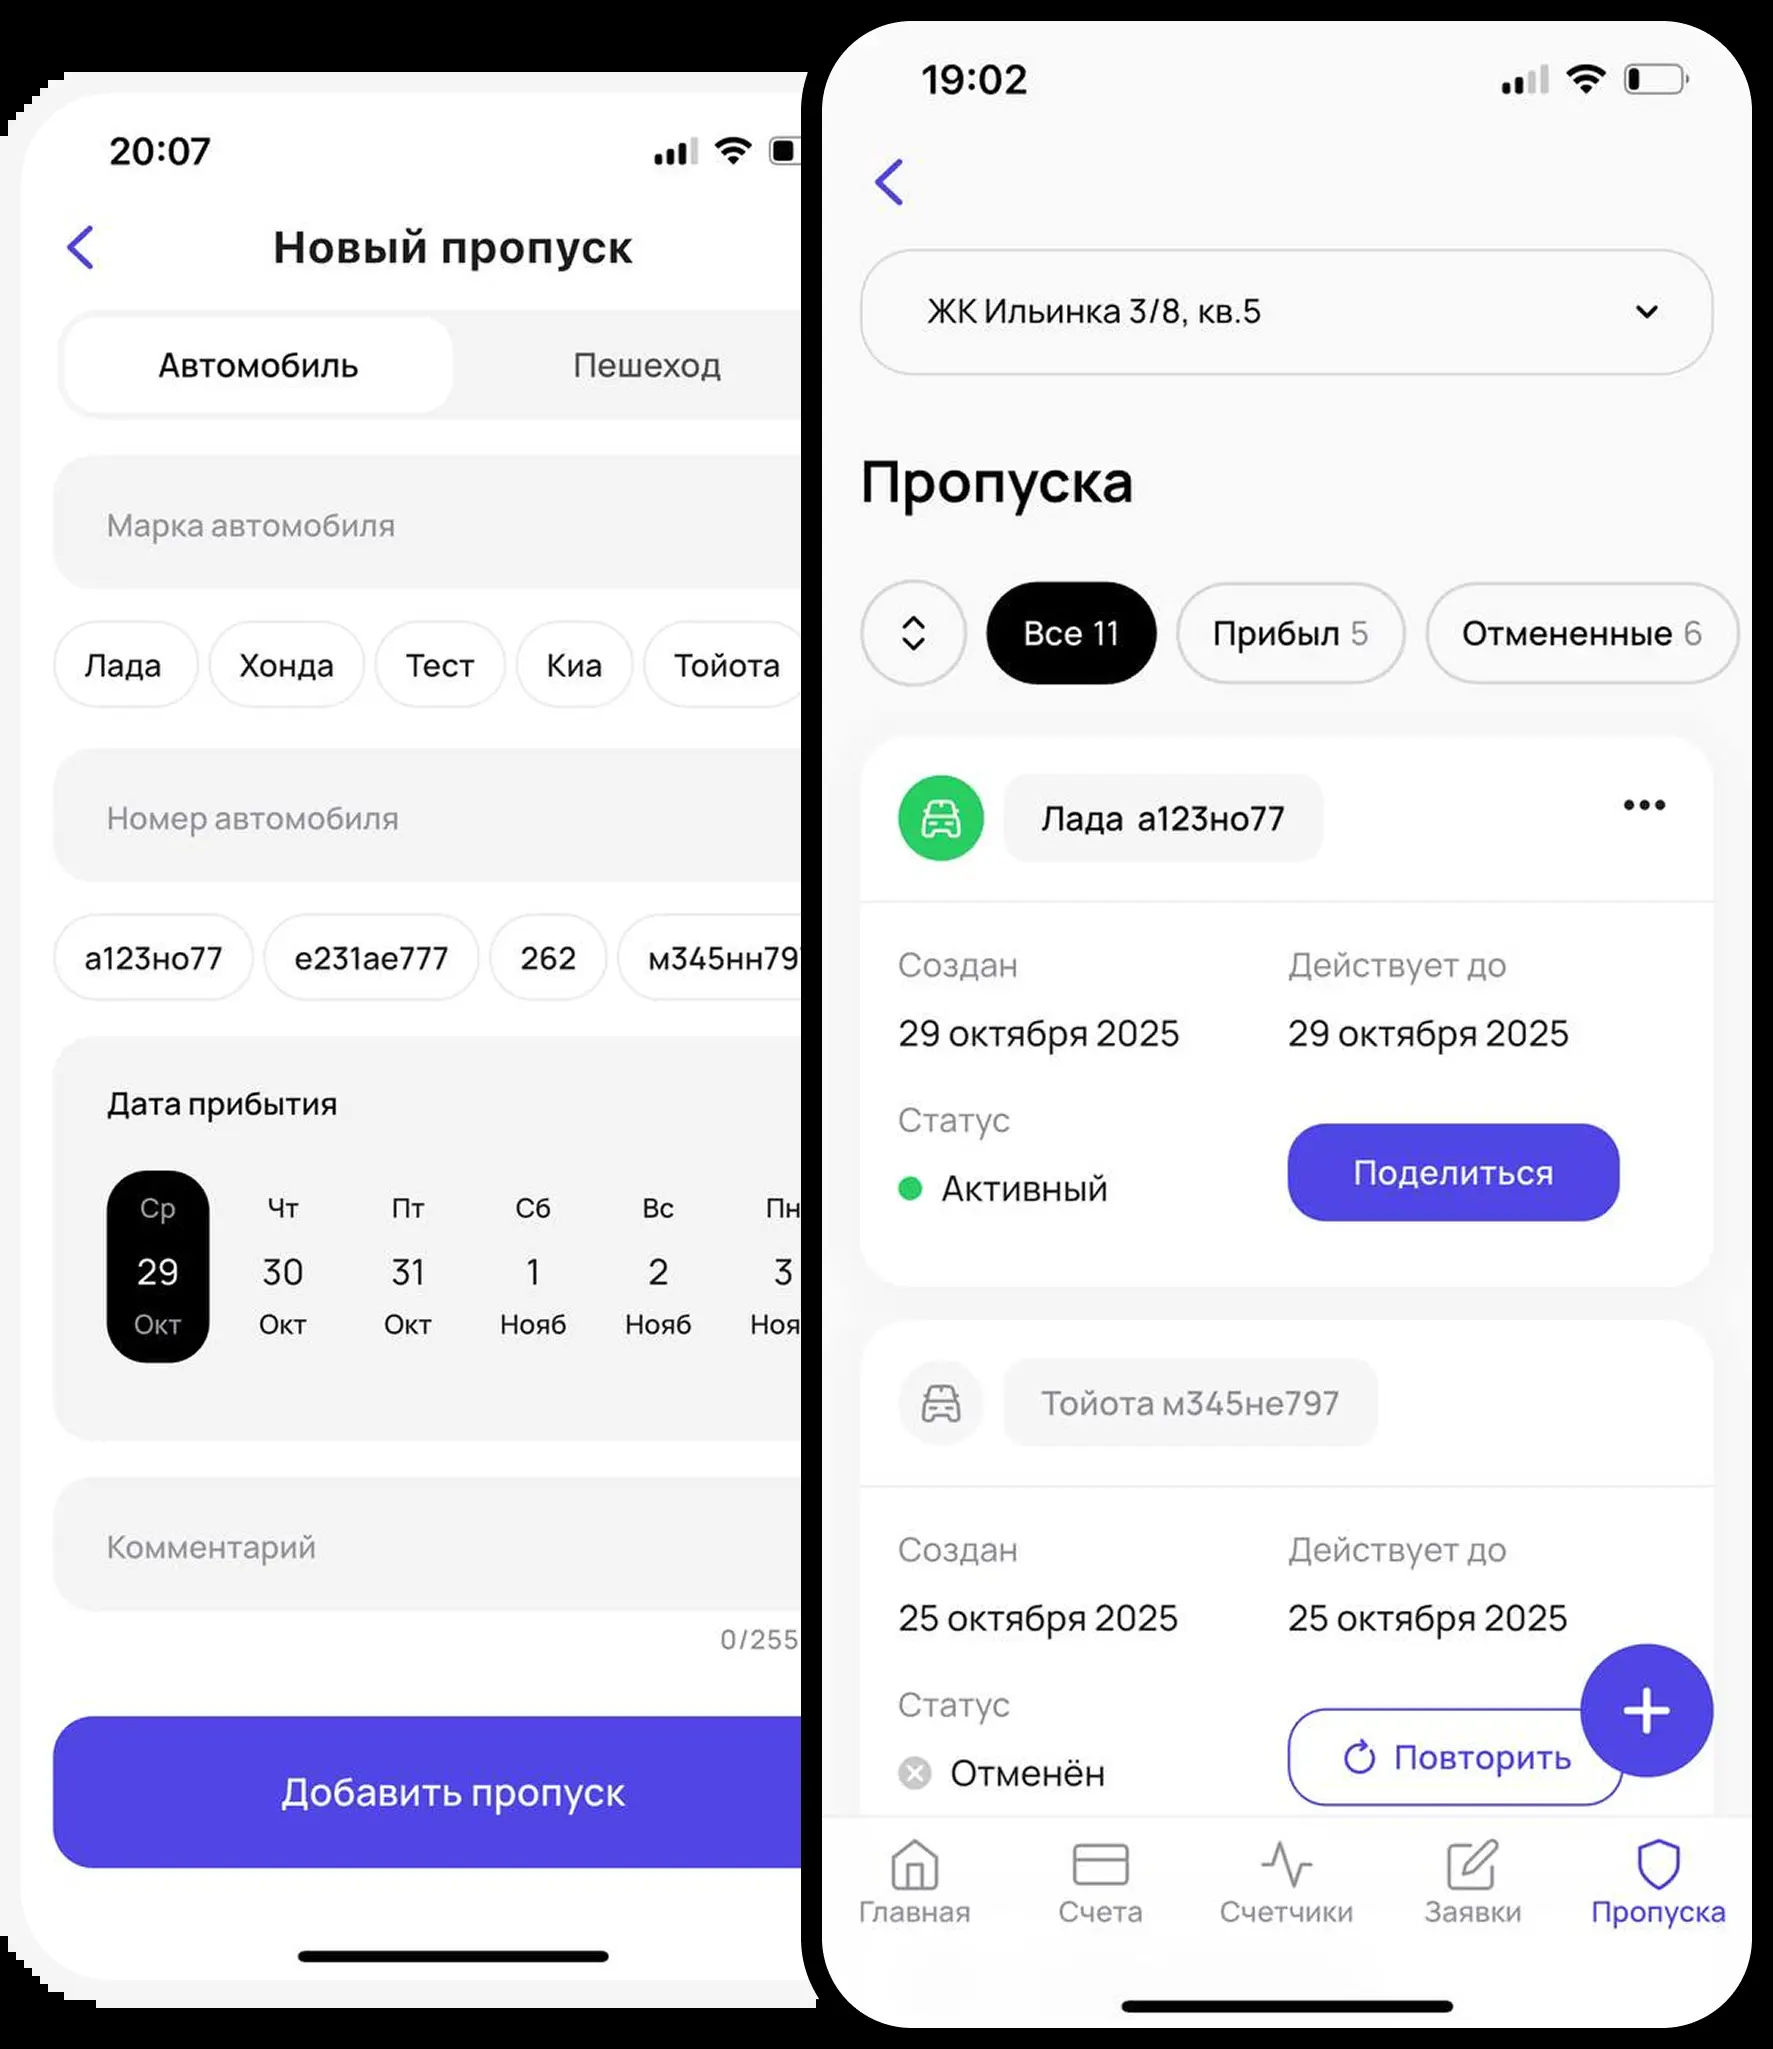 20:07
Новый пропуск
Автомобиль Пешеход
Марка автомобиля
Лада Хонда Тест Киа Тойота
Номер автомобиля
а123но77 е231ае777 262 м345нн797
Дата прибытия
Ср Чт Пт Сб Вс Пн
29 30 31 1 2 3
Окт Окт Окт Нояб Нояб Ноя
Комментарий
0/255
Добавить пропуск
19:02
ЖК Ильинка 3/8, кв.5
Пропуска
Все 11 Прибыл 5 Отмененные 6
Лада а123но77
Создан Действует до
29 октября 2025 29 октября 2025
Статус
Активный Поделиться
Тойота м345не797
Создан Действует до
25 октября 2025 25 октября 2025
Статус
Отменён Повторить
Главная Счета Счетчики Заявки Пропуска